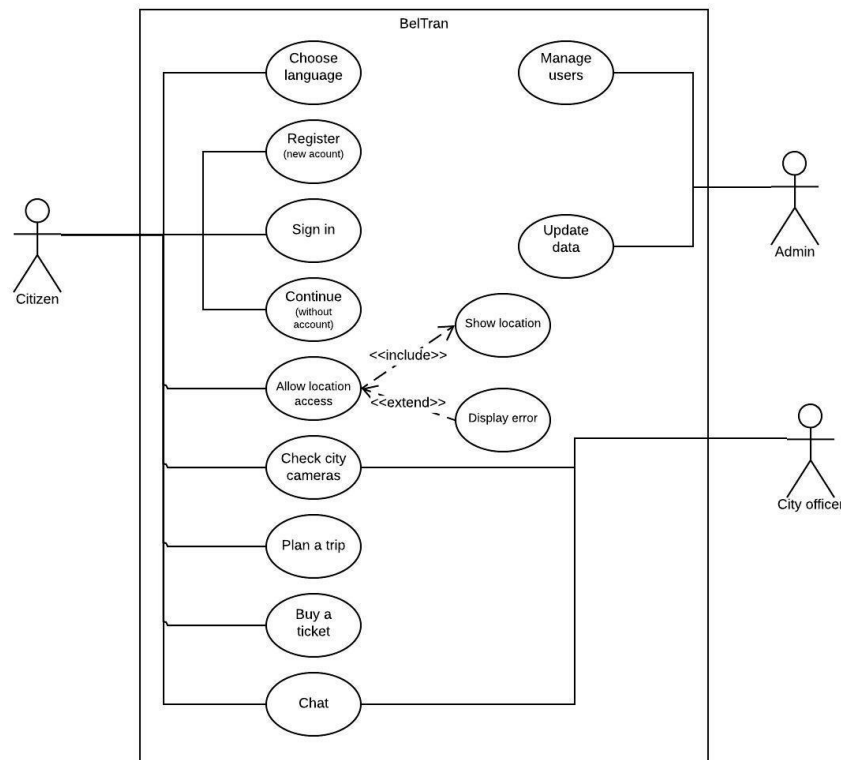 BelTran
Choose
language
Manage
users
Register
(new acount)
Sign in
Update
data
Citizen
Admin
Continue
(without
account)
Show location
<<include>>
Allow location
access
<<extend>>
Display error
Check city
cameras
City officer
Plan a trip
Buy a
ticket
Chat